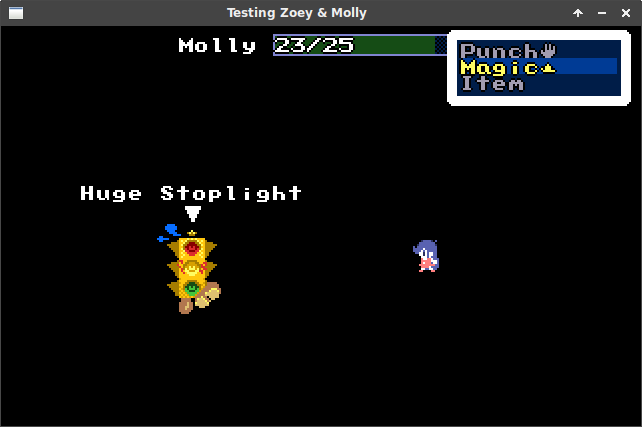 Testing Zoey & Molly
Molly 23/25
Punch
Magic
Item
Huge Stoplight